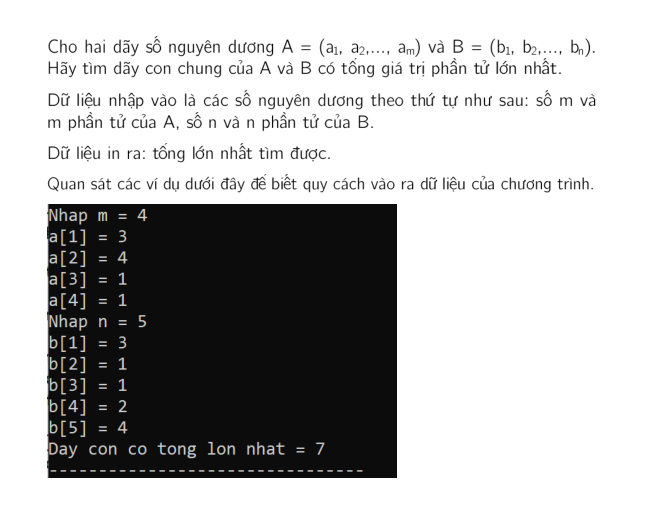 Cho hai dãy số nguyên dương A = (a₁, a₂,..., aₘ) và B = (b₁, b₂,..., bₙ).
Hãy tìm dãy con chung của A và B có tổng giá trị phần tử lớn nhất.
Dữ liệu nhập vào là các số nguyên dương theo thứ tự như sau: số m và
m phần tử của A, số n và n phần tử của B.
Dữ liệu in ra: tổng lớn nhất tìm được.
Quan sát các ví dụ dưới đây để biết quy cách vào ra dữ liệu của chương trình.
Nhap m = 4
a[1] = 3
a[2] = 4
a[3] = 1
a[4] = 1
Nhap n = 5
b[1] = 3
b[2] = 1
b[3] = 1
b[4] = 2
b[5] = 4
Day con co tong lon nhat = 7
--------------------------------